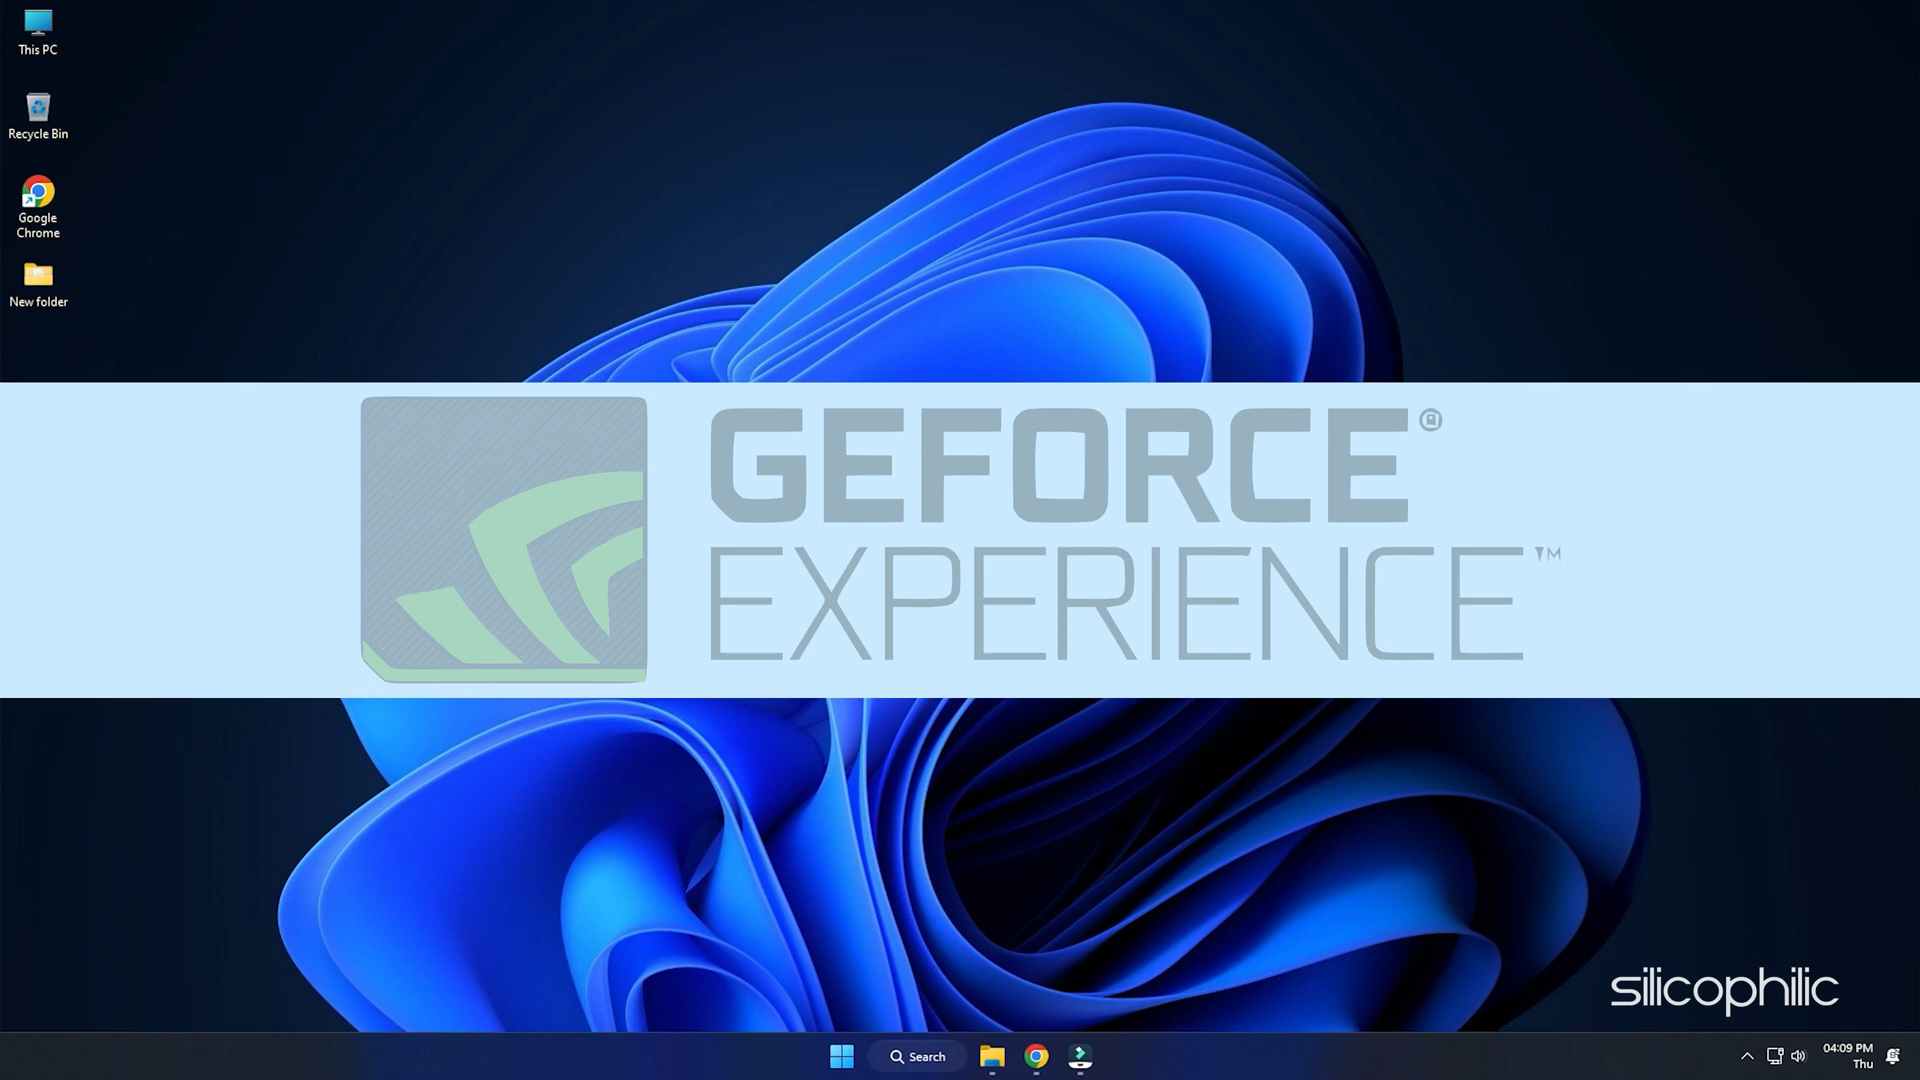 This PC
Recycle Bin
Google
Chrome
New folder
GEFORCE®
EXPERIENCE™
silicophilic
Search
04:09 PM
Thu